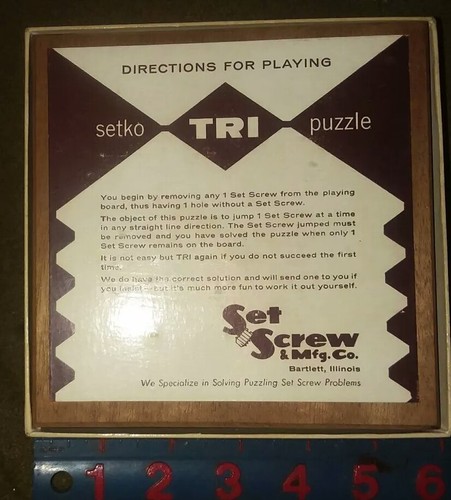 DIRECTIONS FOR PLAYING
setko TRI puzzle
You begin by removing any 1 Set Screw from the playing
board, thus having 1 hole without a Set Screw.
The object of this puzzle is to jump 1 Set Screw at a time
in any straight line direction. The Set Screw jumped must
be removed and you have solved the puzzle when only 1
Set Screw remains on the board.
It is not easy but TRI again if you do not succeed the first
time.
We do have the correct solution and will send one to you if
you insist—but it's much more fun to work it out yourself.
Set
Screw
& Mfg. Co.
Bartlett, Illinois
We Specialize in Solving Puzzling Set Screw Problems
1 2 3 4 5 6